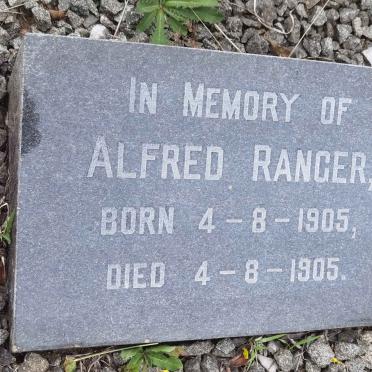 IN MEMORY OF
ALFRED RANGER,
BORN 4-8-1905,
DIED 4-8-1905.